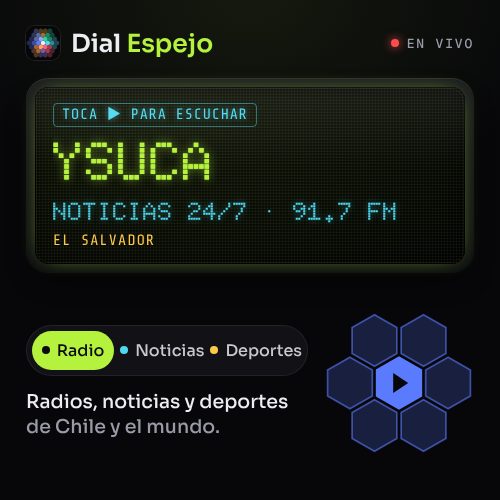 Dial Espejo
EN VIVO
TOCA ▶ PARA ESCUCHAR
YSUCA
NOTICIAS 24/7 · 91,7 FM
EL SALVADOR
Radio Noticias Deportes
Radios, noticias y deportes
de Chile y el mundo.